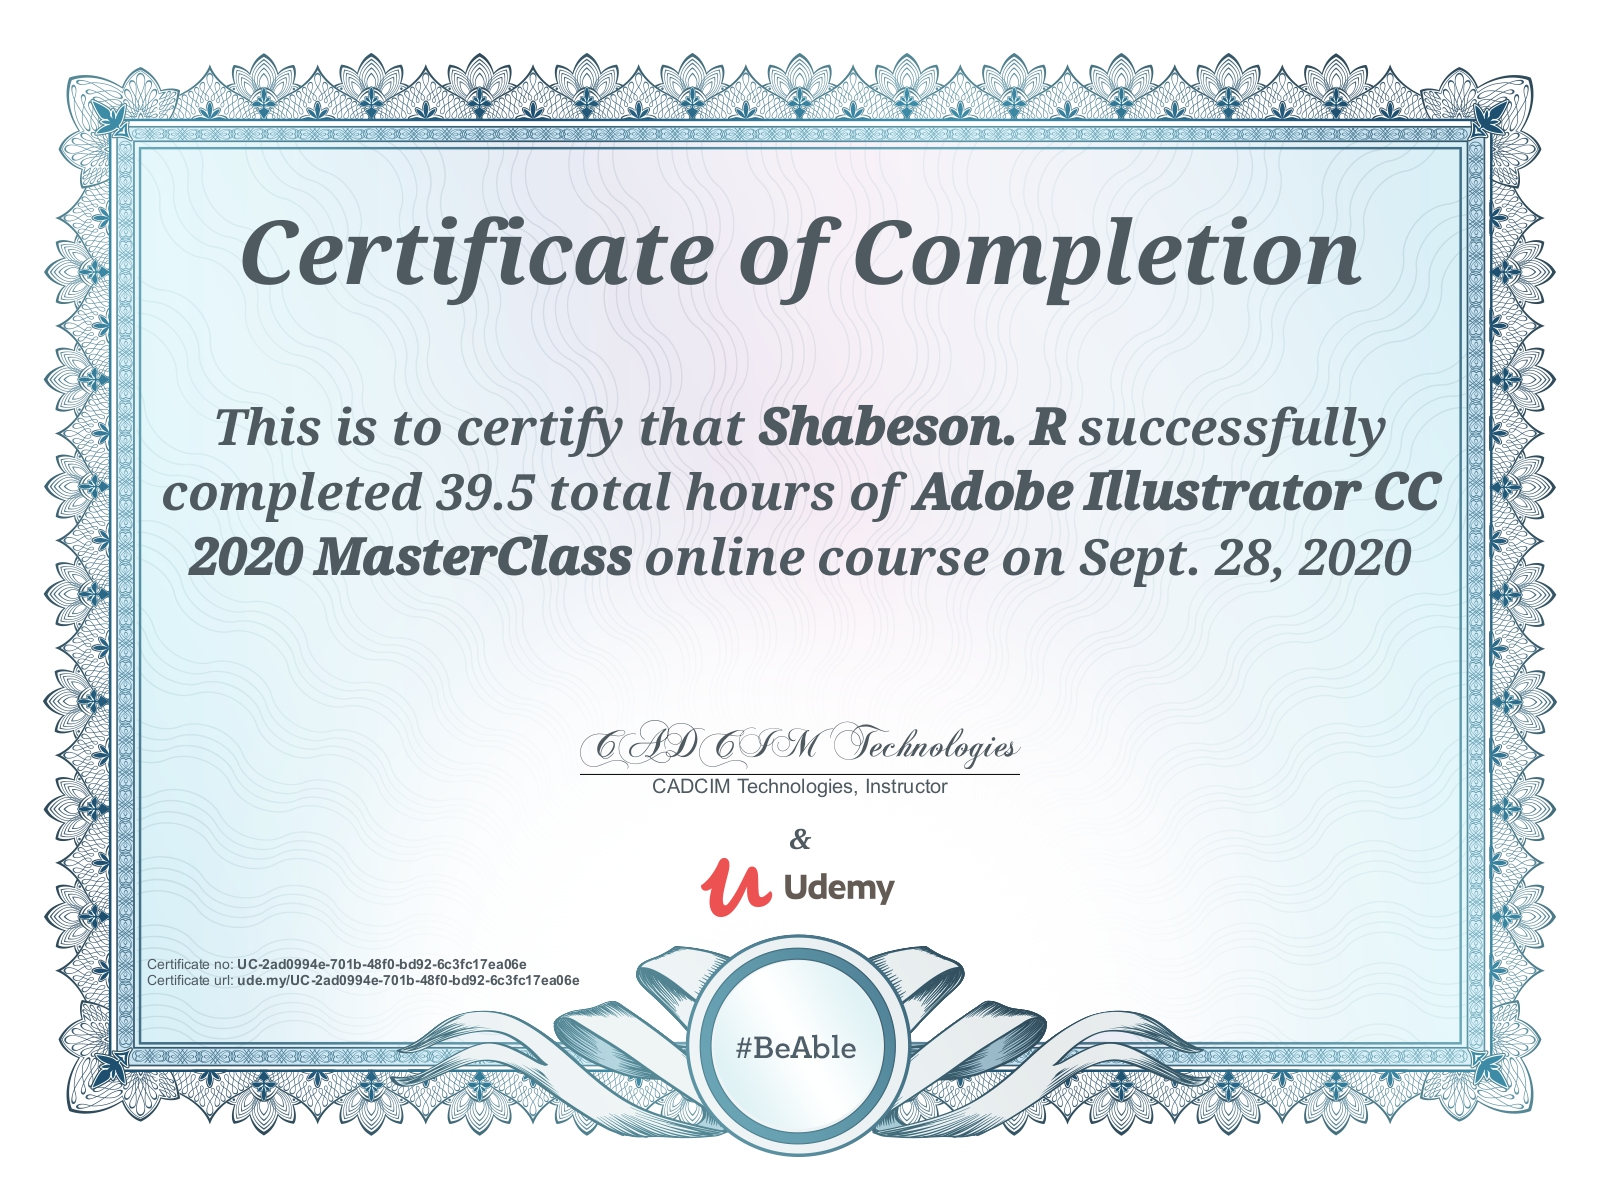 Certificate of Completion
This is to certify that Shabeson. R successfully
completed 39.5 total hours of Adobe Illustrator CC
2020 MasterClass online course on Sept. 28, 2020
CADCIM Technologies
CADCIM Technologies, Instructor
&
Udemy
Certificate no: UC-2ad0994e-701b-48f0-bd92-6c3fc17ea06e
Certificate url: ude.my/UC-2ad0994e-701b-48f0-bd92-6c3fc17ea06e
#BeAble